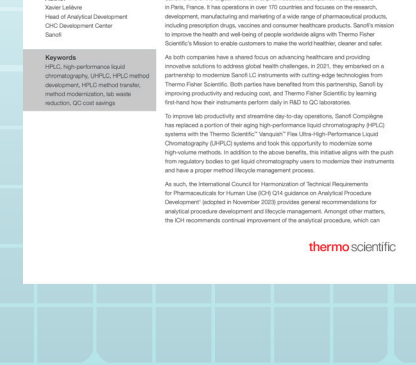 Xavier Lelièvre
Head of Analytical Development
CHC Development Center
Sanofi
Keywords
HPLC, high-performance liquid
chromatography, UHPLC, HPLC method
development, HPLC method transfer,
method modernization, lab waste
reduction, QC cost savings
in Paris, France. It has operations in over 170 countries and focuses on the research,
development, manufacturing and marketing of a wide range of pharmaceutical products,
including prescription drugs, vaccines and consumer healthcare products. Sanofi's mission
to improve the health and well-being of people worldwide aligns with Thermo Fisher
Scientific's Mission to enable customers to make the world healthier, cleaner and safer.
As both companies have a shared focus on advancing healthcare and providing
innovative solutions to address global health challenges, in 2021, they embarked on a
partnership to modernize Sanofi LC instruments with cutting-edge technologies from
Thermo Fisher Scientific. Both parties have benefited from this partnership, Sanofi by
improving productivity and reducing cost, and Thermo Fisher Scientific by learning
first-hand how their instruments perform daily in R&D to QC laboratories.
To improve lab productivity and streamline day-to-day operations, Sanofi Compiègne
has replaced a portion of their aging high-performance liquid chromatography (HPLC)
systems with the Thermo Scientific™ Vanquish™ Flex Ultra-High-Performance Liquid
Chromatography (UHPLC) systems and took this opportunity to modernize some
high-volume methods. In addition to the above benefits, this initiative aligns with the push
from regulatory bodies to get liquid chromatography users to modernize their instruments
and have a proper method lifecycle management process.
As such, the International Council for Harmonization of Technical Requirements
for Pharmaceuticals for Human Use (ICH) Q14 guidance on Analytical Procedure
Development¹ (adopted in November 2023) provides general recommendations for
analytical procedure development and lifecycle management. Amongst other matters,
the ICH recommends continual improvement of the analytical procedure, which can
thermo scientific